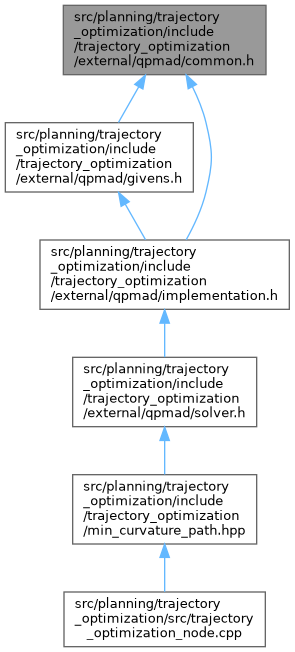 src/planning/trajectory
_optimization/include
/trajectory_optimization
/external/qpmad/common.h
src/planning/trajectory
_optimization/include
/trajectory_optimization
/external/qpmad/givens.h
src/planning/trajectory
_optimization/include
/trajectory_optimization
/external/qpmad/implementation.h
src/planning/trajectory
_optimization/include
/trajectory_optimization
/external/qpmad/solver.h
src/planning/trajectory
_optimization/include
/trajectory_optimization
/min_curvature_path.hpp
src/planning/trajectory
_optimization/src/trajectory
_optimization_node.cpp